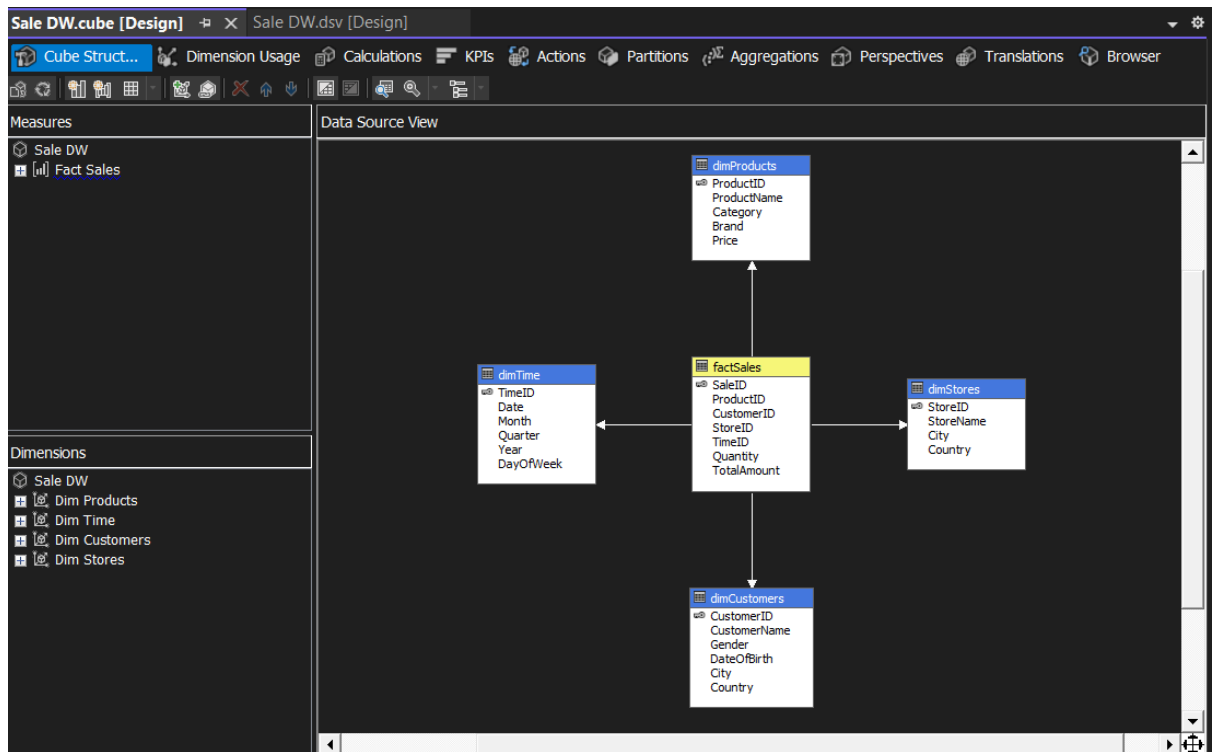 Sale DW.cube [Design] Sale DW.dsv [Design]
Cube Struct... Dimension Usage Calculations KPIs Actions Partitions Aggregations Perspectives Translations Browser
Measures
Sale DW
Fact Sales
Dimensions
Sale DW
Dim Products
Dim Time
Dim Customers
Dim Stores
Data Source View
dimProducts
ProductID
ProductName
Category
Brand
Price
dimTime
TimeID
Date
Month
Quarter
Year
DayOfWeek
factSales
SaleID
ProductID
CustomerID
StoreID
TimeID
Quantity
TotalAmount
dimStores
StoreID
StoreName
City
Country
dimCustomers
CustomerID
CustomerName
Gender
DateOfBirth
City
Country